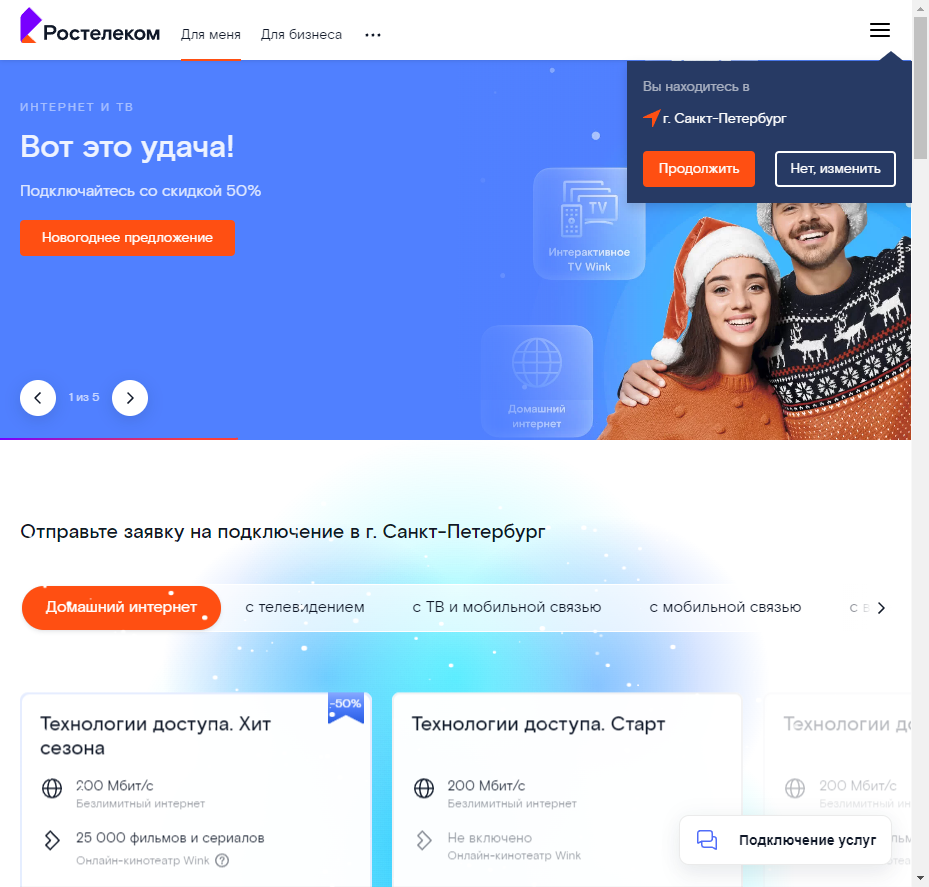 Ростелеком
Для меня
Для бизнеса
Вы находитесь в
г. Санкт-Петербург
Продолжить
Нет, изменить
ИНТЕРНЕТ И ТВ
Вот это удача!
Подключайтесь со скидкой 50%
Новогоднее предложение
TV
Интерактивное
TV Wink
Домашний
интернет
1 из 5
Отправьте заявку на подключение в г. Санкт-Петербург
Домашний интернет
с телевидением
с ТВ и мобильной связью
с мобильной связью
с
-50%
Технологии доступа. Хит
сезона
200 Мбит/с
Безлимитный интернет
25 000 фильмов и сериалов
Онлайн-кинотеатр Wink
Технологии доступа. Старт
200 Мбит/с
Безлимитный интернет
Не включено
Онлайн-кинотеатр Wink
Технологии
200 Мбит/с
Безлимитный
Подключение услуг